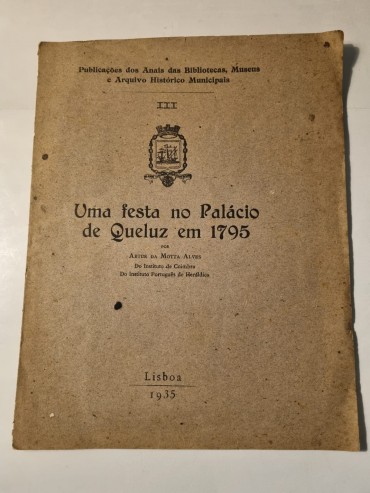 Publicações dos Anais das Bibliotecas, Museus
e Arquivo Histórico Municipais
III
Uma festa no Palácio
de Queluz em 1795
POR
ARTUR DA MOTTA ALVES
Do Instituto de Coimbra
Do Instituto Português de Heráldica
Lisboa
1935